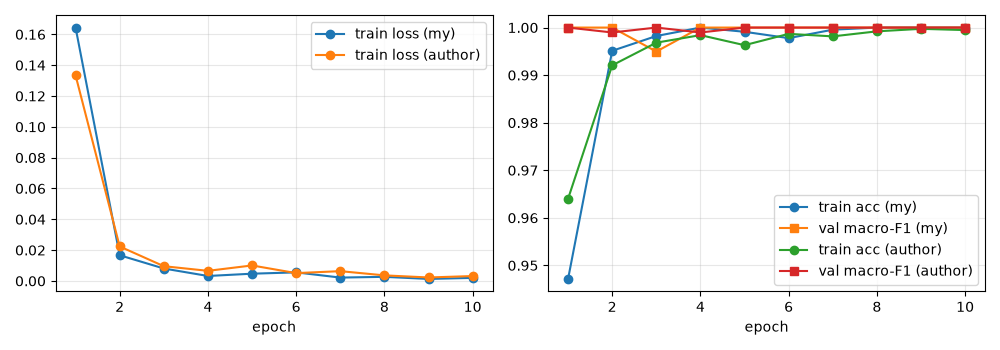 0.16
0.14
0.12
0.10
0.08
0.06
0.04
0.02
0.00
2 4 6 8 10
epoch
train loss (my)
train loss (author)
1.00
0.99
0.98
0.97
0.96
0.95
2 4 6 8 10
epoch
train acc (my)
val macro-F1 (my)
train acc (author)
val macro-F1 (author)